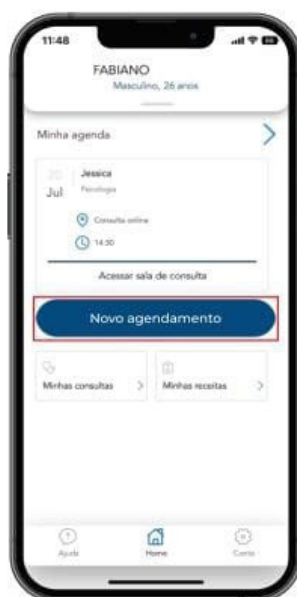 11:48
FABIANO
Masculino, 26 anos
Minha agenda
Jessica
Jul
Psicologia
Consulta online
14:30
Acessar sala de consulta
Novo agendamento
Minhas consultas
Minhas receitas
Ajuda
Home
Conta